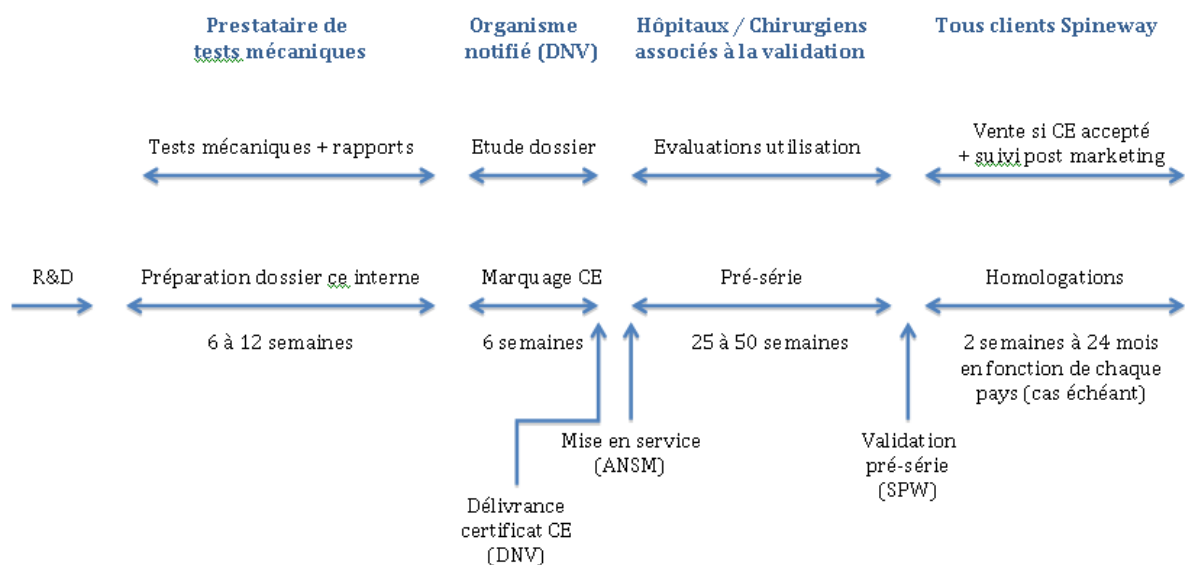 Prestataire de
tests mécaniques
Organisme
notifié (DNV)
Hôpitaux / Chirurgiens
associés à la validation
Tous clients Spineway
Tests mécaniques + rapports
Etude dossier
Evaluations utilisation
Vente si CE accepté
+ suivi post marketing
R&D
Préparation dossier ce interne
Marquage CE
Pré-série
Homologations
6 à 12 semaines
6 semaines
25 à 50 semaines
2 semaines à 24 mois
en fonction de chaque
pays (cas échéant)
Mise en service
(ANSM)
Validation
pré-série
(SPW)
Délivrance
certificat CE
(DNV)